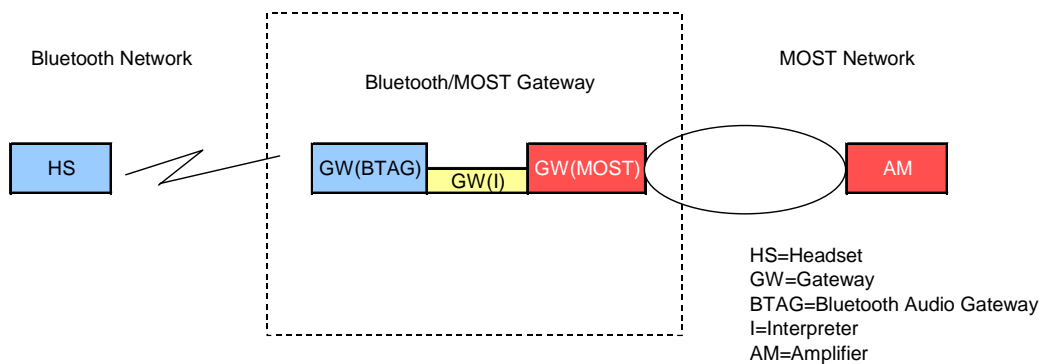 Bluetooth Network
MOST Network
Bluetooth/MOST Gateway
HS
GW(BTAG)
GW(I)
GW(MOST)
AM
HS=Headset
GW=Gateway
BTAG=Bluetooth Audio Gateway
I=Interpreter
AM=Amplifier